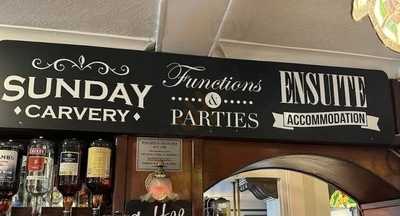 SUNDAY
CARVERY
Functions
&
PARTIES
ENSUITE
ACCOMMODATION